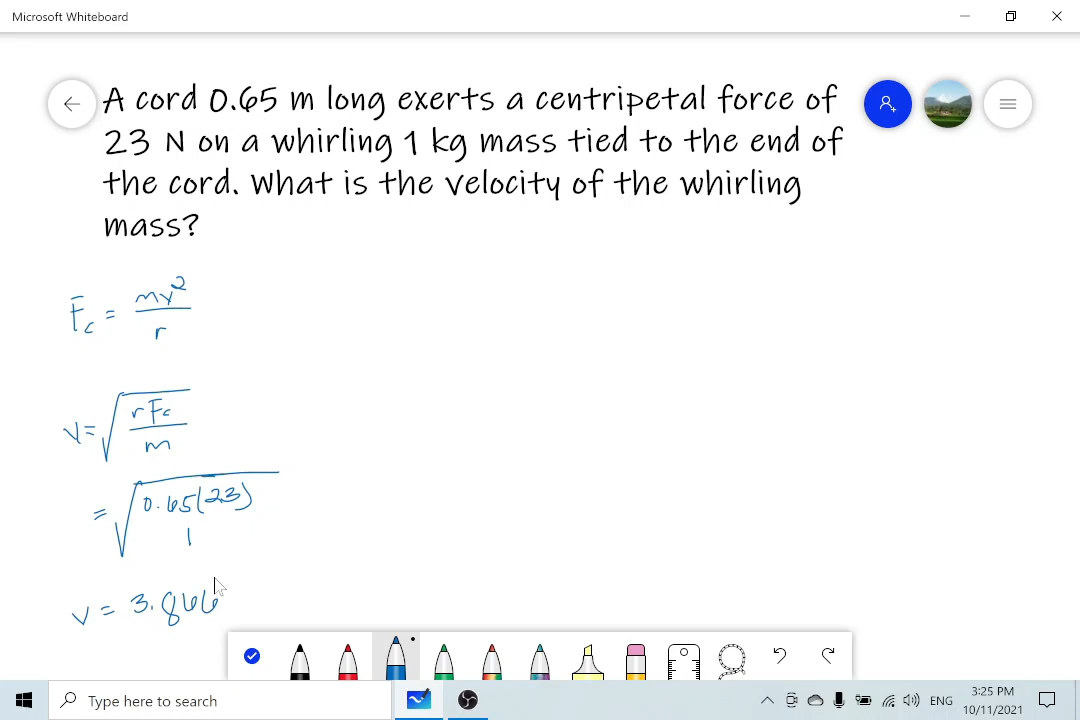 Microsoft Whiteboard
A cord 0.65 m long exerts a centripetal force of
23 N on a whirling 1 kg mass tied to the end of
the cord. What is the velocity of the whirling
mass?
Fc = mv²/r
v = √(rFc/m)
= √(0.65(23)/1)
v = 3.866
Type here to search
ENG
3:25 PM
10/11/2021